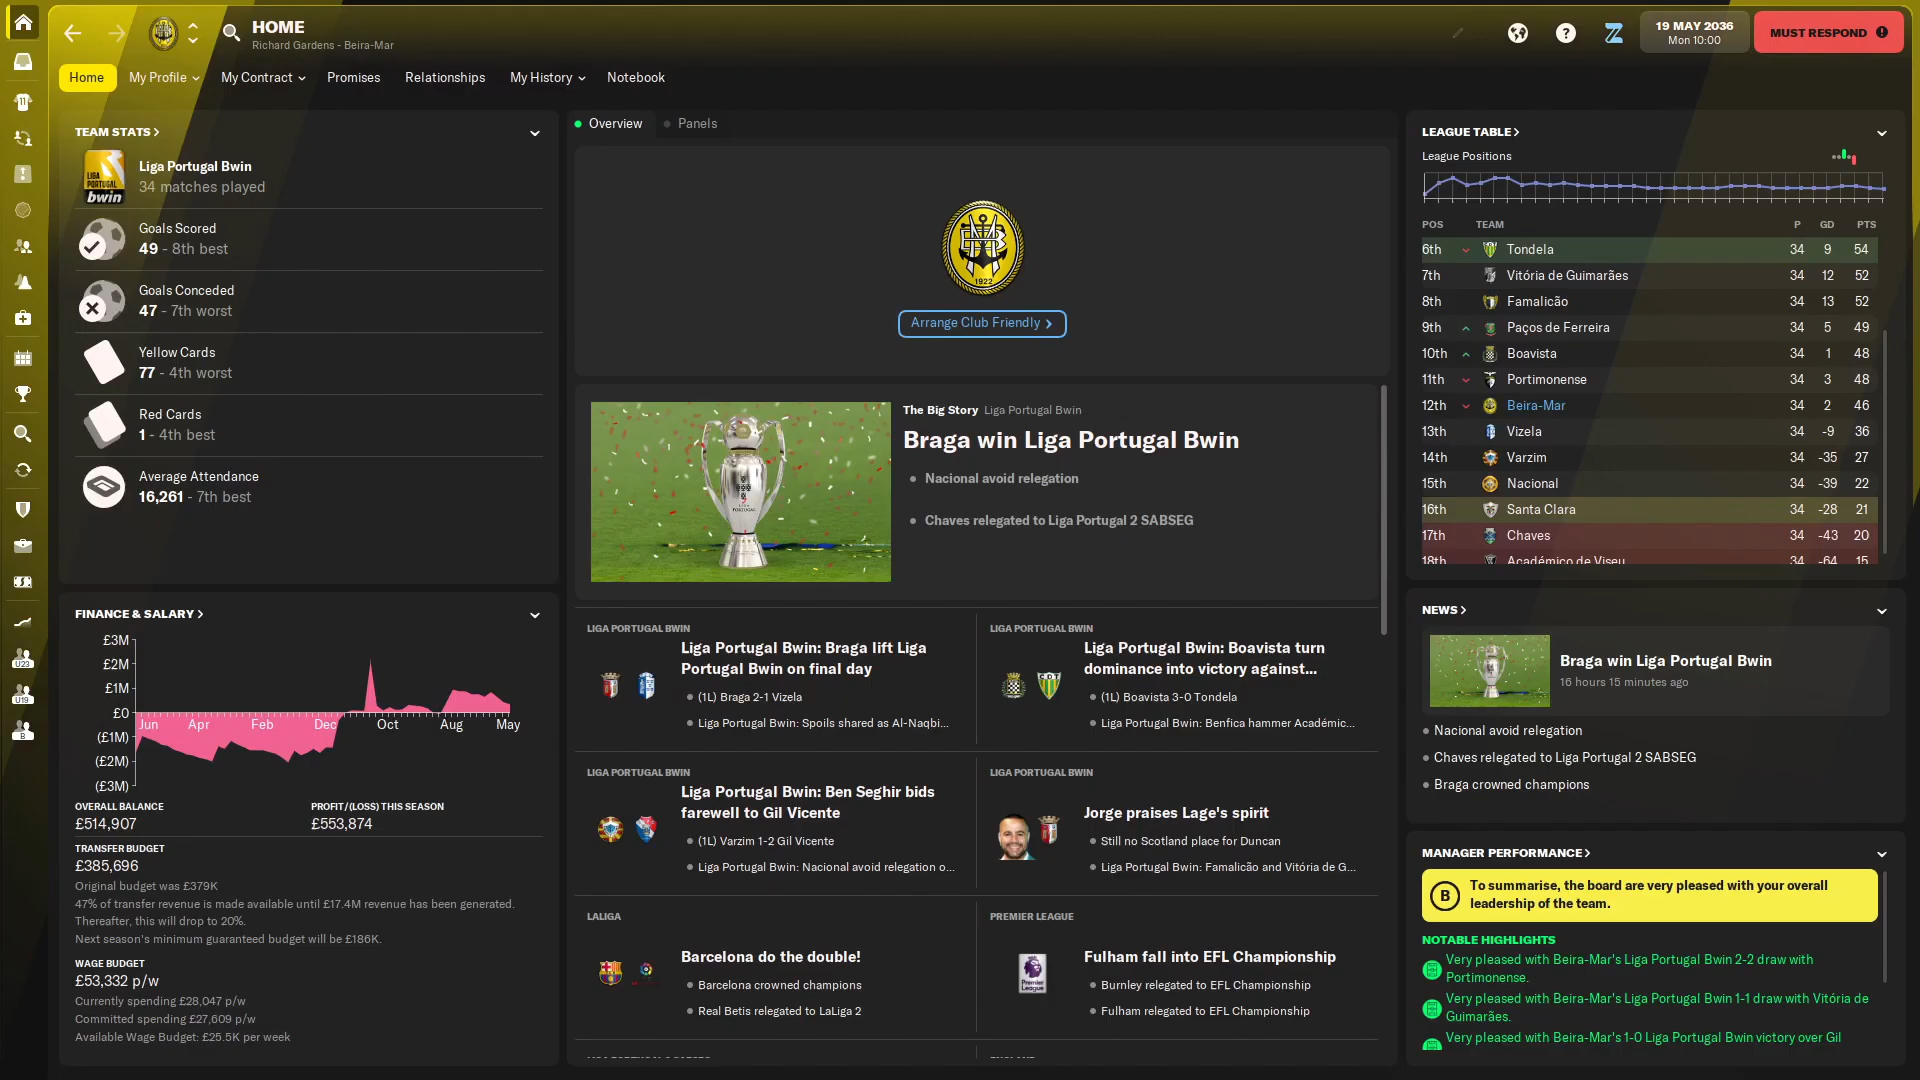 HOME
Richard Gardens - Beira-Mar
19 MAY 2036
Mon 10:00
MUST RESPOND
Home
My Profile
My Contract
Promises
Relationships
My History
Notebook
TEAM STATS
Liga Portugal Bwin
34 matches played
LIGA
PORTUGAL
bwin
Goals Scored
49 - 8th best
Goals Conceded
47 - 7th worst
Yellow Cards
77 - 4th worst
Red Cards
1 - 4th best
Average Attendance
16,261 - 7th best
FINANCE & SALARY
£3M
£2M
£1M
£0
(£1M)
(£2M)
(£3M)
Jun Apr Feb Dec Oct Aug May
OVERALL BALANCE
£514,907
PROFIT/(LOSS) THIS SEASON
£553,874
TRANSFER BUDGET
£385,696
Original budget was £379K
47% of transfer revenue is made available until £17.4M revenue has been generated.
Thereafter, this will drop to 20%.
Next season's minimum guaranteed budget will be £186K.
WAGE BUDGET
£53,332 p/w
Currently spending £28,047 p/w
Committed spending £27,609 p/w
Available Wage Budget: £25.5K per week
Overview
Panels
1922
Arrange Club Friendly
The Big Story Liga Portugal Bwin
Braga win Liga Portugal Bwin
Nacional avoid relegation
Chaves relegated to Liga Portugal 2 SABSEG
LIGA PORTUGAL BWIN
Liga Portugal Bwin: Braga lift Liga
Portugal Bwin on final day
(1L) Braga 2-1 Vizela
Liga Portugal Bwin: Spoils shared as Al-Naqbi...
LIGA PORTUGAL BWIN
Liga Portugal Bwin: Boavista turn
dominance into victory against...
(1L) Boavista 3-0 Tondela
Liga Portugal Bwin: Benfica hammer Académic...
LIGA PORTUGAL BWIN
Liga Portugal Bwin: Ben Seghir bids
farewell to Gil Vicente
(1L) Varzim 1-2 Gil Vicente
Liga Portugal Bwin: Nacional avoid relegation o...
LIGA PORTUGAL BWIN
Jorge praises Lage's spirit
Still no Scotland place for Duncan
Liga Portugal Bwin: Famalicão and Vitória de G...
LALIGA
Barcelona do the double!
Barcelona crowned champions
Real Betis relegated to LaLiga 2
PREMIER LEAGUE
Fulham fall into EFL Championship
Burnley relegated to EFL Championship
Fulham relegated to EFL Championship
LEAGUE TABLE
League Positions
POS TEAM P GD PTS
6th Tondela 34 9 54
7th Vitória de Guimarães 34 12 52
8th Famalicão 34 13 52
9th Paços de Ferreira 34 5 49
10th Boavista 34 1 48
11th Portimonense 34 3 48
12th Beira-Mar 34 2 46
13th Vizela 34 -9 36
14th Varzim 34 -35 27
15th Nacional 34 -39 22
16th Santa Clara 34 -28 21
17th Chaves 34 -43 20
18th Académico de Viseu 34 -64 15
NEWS
Braga win Liga Portugal Bwin
16 hours 15 minutes ago
Nacional avoid relegation
Chaves relegated to Liga Portugal 2 SABSEG
Braga crowned champions
MANAGER PERFORMANCE
B
To summarise, the board are very pleased with your overall
leadership of the team.
NOTABLE HIGHLIGHTS
Very pleased with Beira-Mar's Liga Portugal Bwin 2-2 draw with
Portimonense.
Very pleased with Beira-Mar's Liga Portugal Bwin 1-1 draw with Vitória de
Guimarães.
Very pleased with Beira-Mar's 1-0 Liga Portugal Bwin victory over Gil
11
U23
U19
B